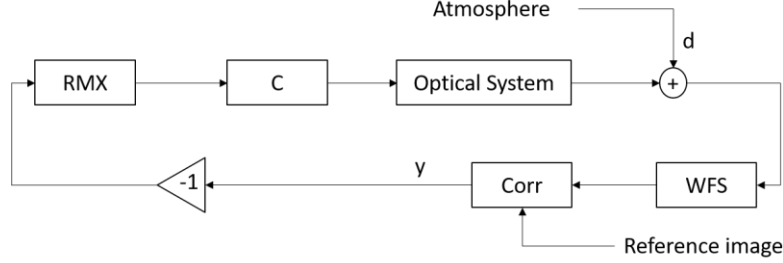 Atmosphere
d
RMX
C
Optical System
+
-1
y
Corr
WFS
Reference image